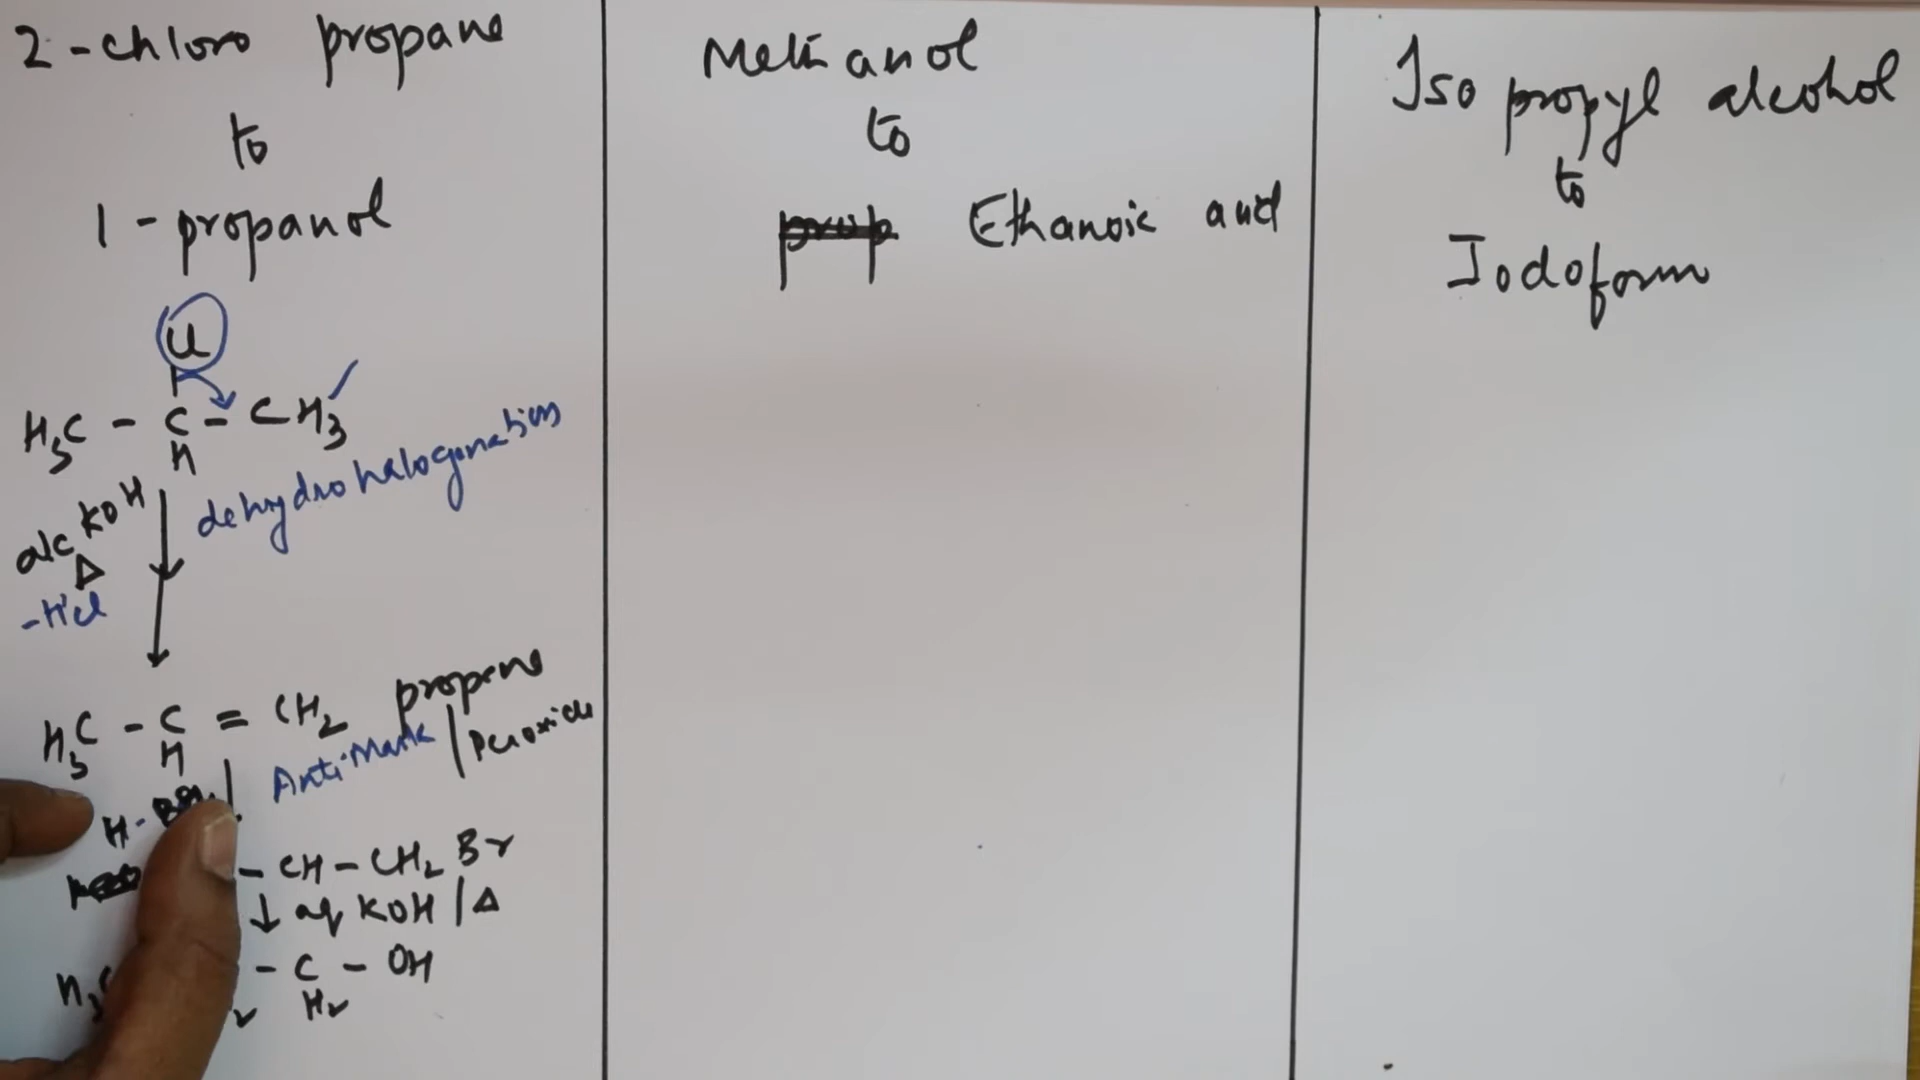 2-chloro propane
to
1-propanol
Cl
H3C - C - CH3
H
alc KOH
Δ
-HCl
dehydrohalogenation
H3C - C = CH2 propene
H
Anti Mark / Peroxide
H-
- CH - CH2 Br
↓ aq KOH / Δ
- C - OH
H2
Methanol
to
prop Ethanoic acid
Iso propyl alcohol
to
Iodoform